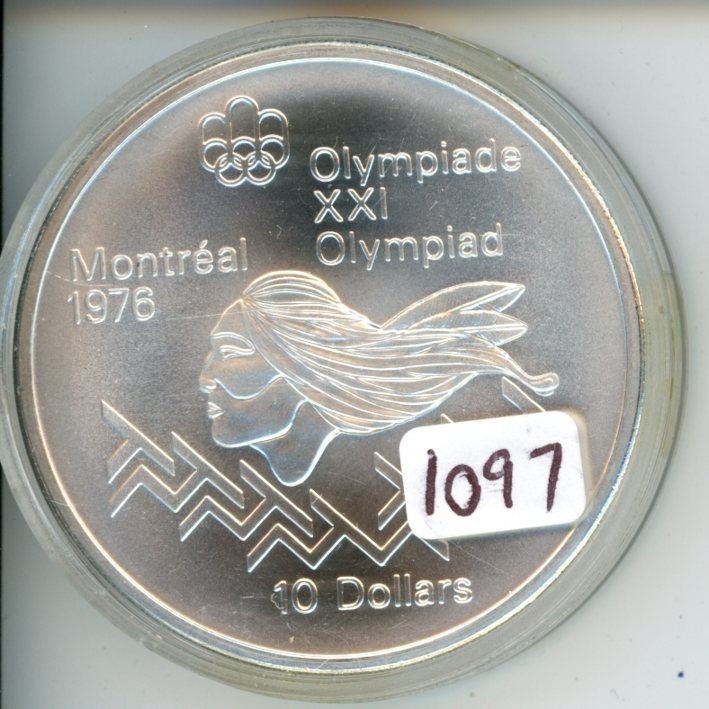 Olympiade
XXI
Olympiad
Montréal
1976
1097
10 Dollars